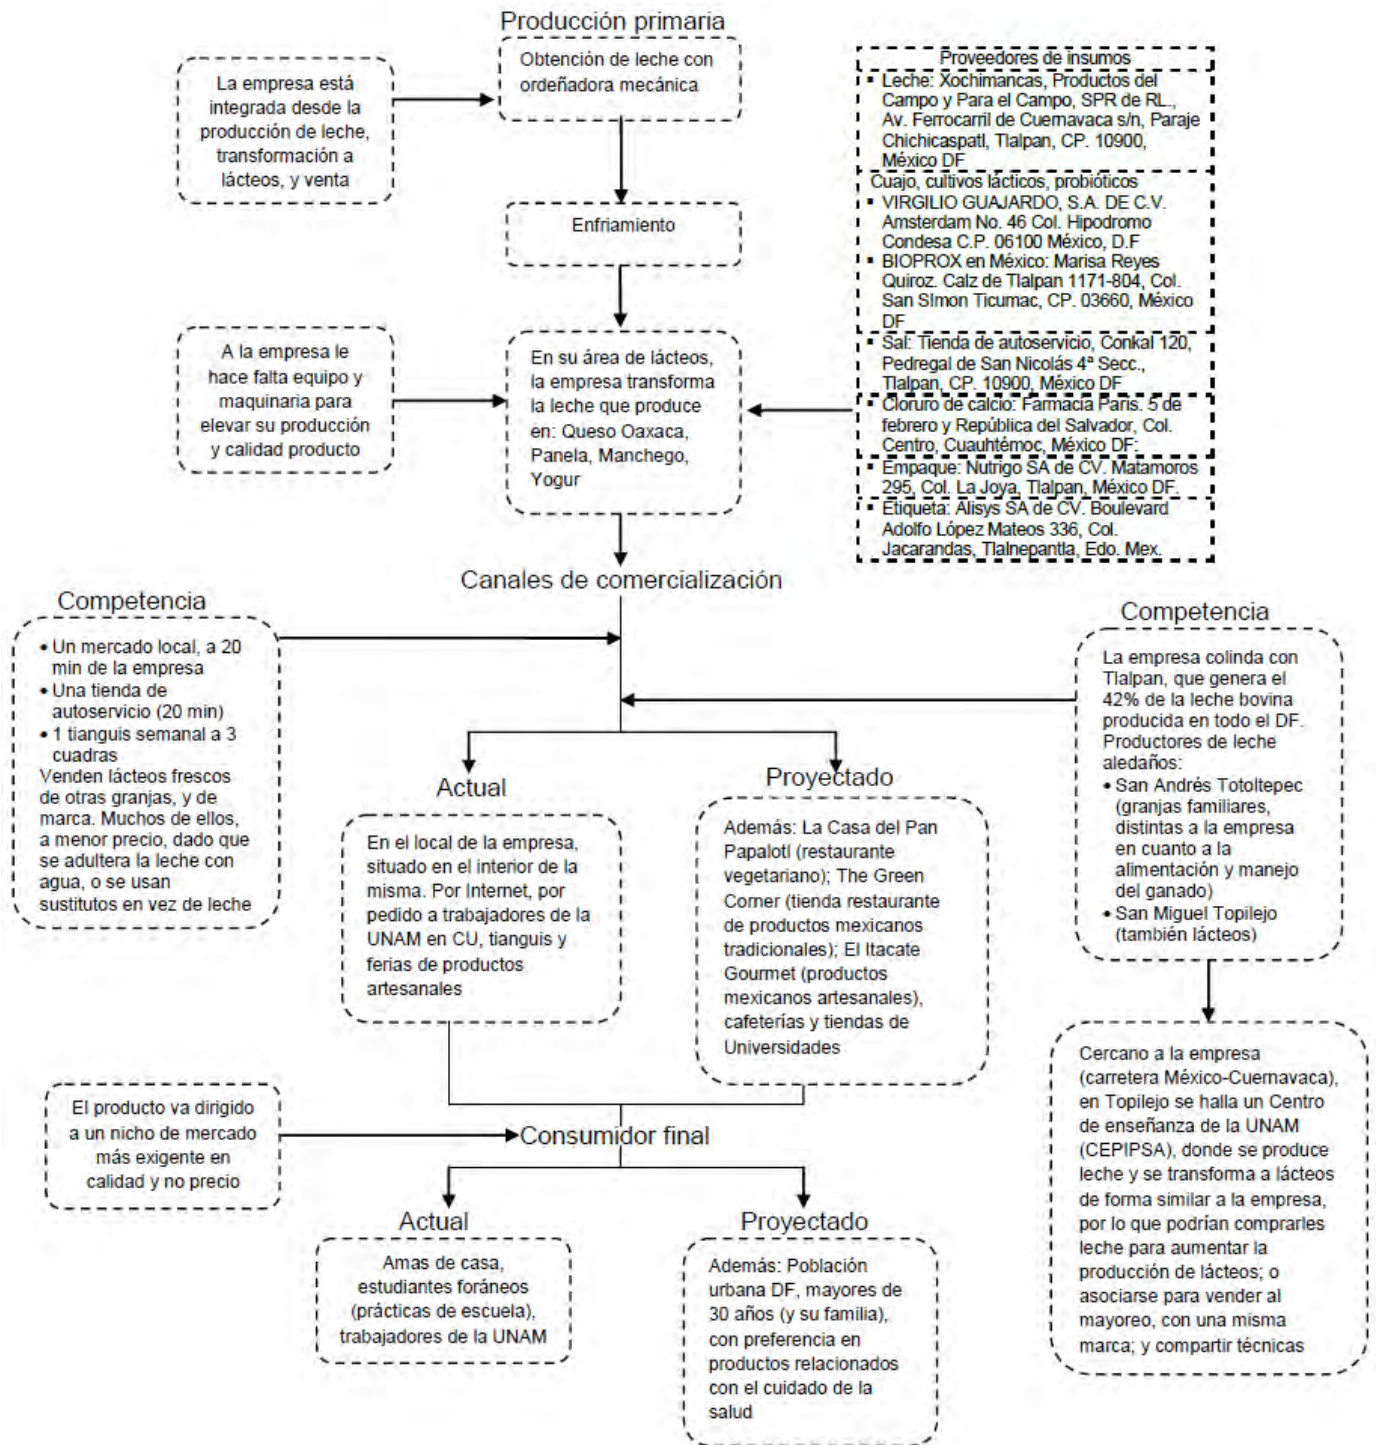 Producción primaria
Obtención de leche con
ordeñadora mecánica
La empresa está
integrada desde la
producción de leche,
transformación a
lácteos, y venta
Proveedores de insumos
▪ Leche: Xochimancas, Productos del
Campo y Para el Campo, SPR de RL.,
Av. Ferrocarril de Cuernavaca s/n, Paraje
Chichicaspatl, Tlalpan, CP. 10900,
México DF
Cuajo, cultivos lácticos, probióticos
▪ VIRGILIO GUAJARDO, S.A. DE C.V.
Amsterdam No. 46 Col. Hipodromo
Condesa C.P. 06100 México, D.F
▪ BIOPROX en México: Marisa Reyes
Quiroz. Calz de Tlalpan 1171-804, Col.
San SImon Ticumac, CP. 03660, México
DF
▪ Sal: Tienda de autoservicio, Conkal 120,
Pedregal de San Nicolás 4ª Secc.,
Tlalpan, CP. 10900, México DF
▪ Cloruro de calcio: Farmacia Paris. 5 de
febrero y República del Salvador, Col.
Centro, Cuauhtémoc, México DF:
▪ Empaque: Nutrigo SA de CV. Matamoros
295, Col. La Joya, Tlalpan, México DF.
▪ Etiqueta: Alisys SA de CV. Boulevard
Adolfo López Mateos 336, Col.
Jacarandas, Tlalnepantla, Edo. Mex.
Enfriamiento
A la empresa le
hace falta equipo y
maquinaria para
elevar su producción
y calidad producto
En su área de lácteos,
la empresa transforma
la leche que produce
en: Queso Oaxaca,
Panela, Manchego,
Yogur
Canales de comercialización
Competencia
• Un mercado local, a 20
min de la empresa
• Una tienda de
autoservicio (20 min)
• 1 tianguis semanal a 3
cuadras
Venden lácteos frescos
de otras granjas, y de
marca. Muchos de ellos,
a menor precio, dado que
se adultera la leche con
agua, o se usan
sustitutos en vez de leche
Competencia
La empresa colinda con
Tlalpan, que genera el
42% de la leche bovina
producida en todo el DF.
Productores de leche
aledaños:
• San Andrés Totoltepec
(granjas familiares,
distintas a la empresa
en cuanto a la
alimentación y manejo
del ganado)
• San Miguel Topilejo
(también lácteos)
Actual
En el local de la empresa,
situado en el interior de la
misma. Por Internet, por
pedido a trabajadores de la
UNAM en CU, tianguis y
ferias de productos
artesanales
Proyectado
Además: La Casa del Pan
Papalotl (restaurante
vegetariano); The Green
Corner (tienda restaurante
de productos mexicanos
tradicionales); El Itacate
Gourmet (productos
mexicanos artesanales),
cafeterías y tiendas de
Universidades
Cercano a la empresa
(carretera México-Cuernavaca),
en Topilejo se halla un Centro
de enseñanza de la UNAM
(CEPIPSA), donde se produce
leche y se transforma a lácteos
de forma similar a la empresa,
por lo que podrían comprarles
leche para aumentar la
producción de lácteos; o
asociarse para vender al
mayoreo, con una misma
marca; y compartir técnicas
El producto va dirigido
a un nicho de mercado
más exigente en
calidad y no precio
Consumidor final
Actual
Amas de casa,
estudiantes foráneos
(prácticas de escuela),
trabajadores de la UNAM
Proyectado
Además: Población
urbana DF, mayores de
30 años (y su familia),
con preferencia en
productos relacionados
con el cuidado de la
salud